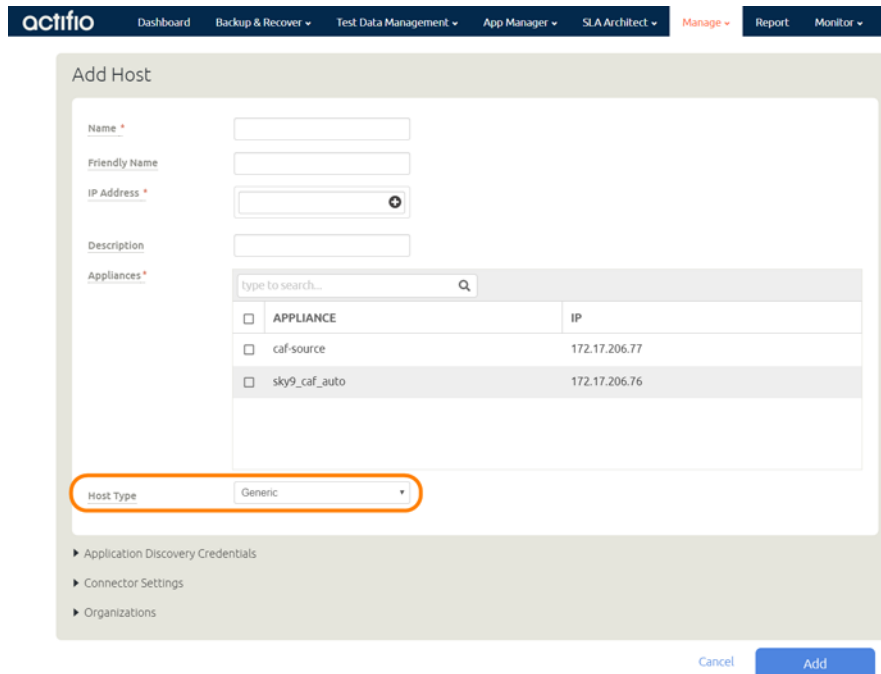 actifio Dashboard Backup & Recover Test Data Management App Manager SLA Architect Manage Report Monitor
Add Host
Name *
Friendly Name
IP Address *
Description
Appliances *
type to search...
APPLIANCE IP
caf-source 172.17.206.77
sky9_caf_auto 172.17.206.76
Host Type Generic
Application Discovery Credentials
Connector Settings
Organizations
Cancel Add